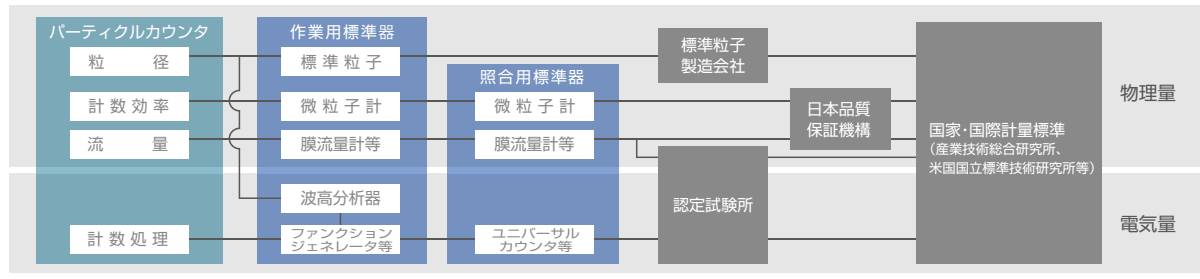 パーティクルカウンタ
粒径
計数効率
流量
計数処理
作業用標準器
標準粒子
微粒子計
膜流量計等
波高分析器
ファンクション
ジェネレータ等
照合用標準器
微粒子計
膜流量計等
ユニバーサル
カウンタ等
標準粒子
製造会社
日本品質
保証機構
認定試験所
国家・国際計量標準
（産業技術総合研究所、
米国国立標準技術研究所等）
物理量
電気量